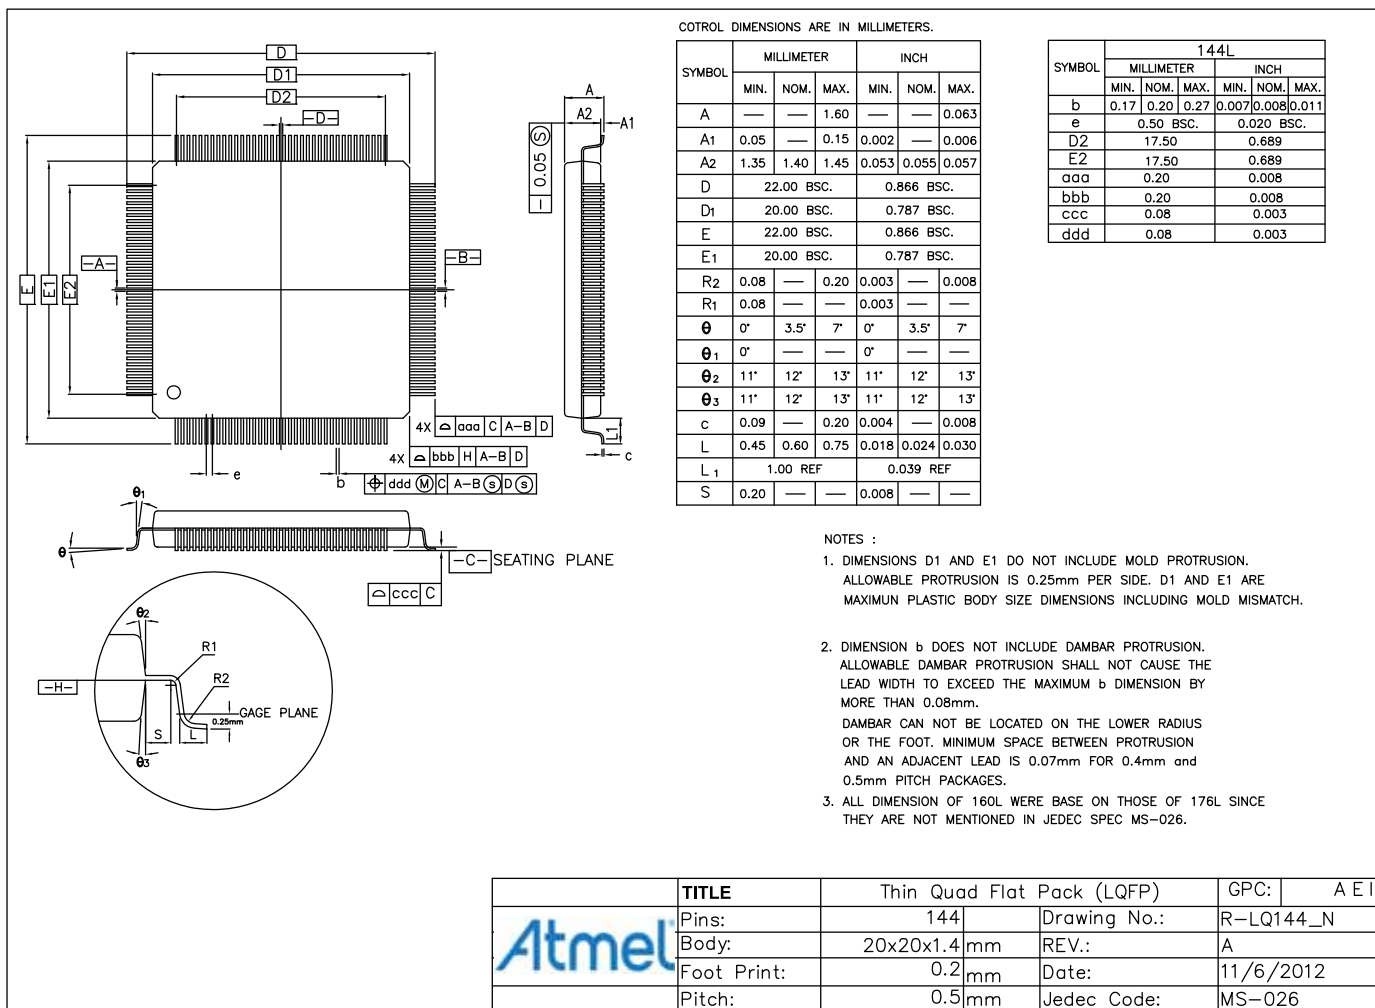 COTROL DIMENSIONS ARE IN MILLIMETERS.
SYMBOL MILLIMETER INCH
MIN. NOM. MAX. MIN. NOM. MAX.
A — — 1.60 — — 0.063
A1 0.05 — 0.15 0.002 — 0.006
A2 1.35 1.40 1.45 0.053 0.055 0.057
D 22.00 BSC. 0.866 BSC.
D1 20.00 BSC. 0.787 BSC.
E 22.00 BSC. 0.866 BSC.
E1 20.00 BSC. 0.787 BSC.
R2 0.08 — 0.20 0.003 — 0.008
R1 0.08 — — 0.003 — —
θ 0° 3.5° 7° 0° 3.5° 7°
θ1 0° — — 0° — —
θ2 11° 12° 13° 11° 12° 13°
θ3 11° 12° 13° 11° 12° 13°
c 0.09 — 0.20 0.004 — 0.008
L 0.45 0.60 0.75 0.018 0.024 0.030
L1 1.00 REF 0.039 REF
S 0.20 — — 0.008 — —
144L
SYMBOL MILLIMETER INCH
MIN. NOM. MAX. MIN. NOM. MAX.
b 0.17 0.20 0.27 0.007 0.008 0.011
e 0.50 BSC. 0.020 BSC.
D2 17.50 0.689
E2 17.50 0.689
aaa 0.20 0.008
bbb 0.20 0.008
ccc 0.08 0.003
ddd 0.08 0.003
D
D1
D2
-D-
E
E1
E2
-A-
-B-
4X ⌓ aaa C A-B D
4X ⌓ bbb H A-B D
⌖ ddd Ⓜ C A-B Ⓢ D Ⓢ
e
b
A
A2
A1
— 0.05 Ⓢ
L1
c
θ1
θ
-C- SEATING PLANE
⌓ ccc C
θ2
R1
R2
-H-
GAGE PLANE
0.25mm
S
L
θ3
NOTES :
1. DIMENSIONS D1 AND E1 DO NOT INCLUDE MOLD PROTRUSION.
ALLOWABLE PROTRUSION IS 0.25mm PER SIDE. D1 AND E1 ARE
MAXIMUN PLASTIC BODY SIZE DIMENSIONS INCLUDING MOLD MISMATCH.
2. DIMENSION b DOES NOT INCLUDE DAMBAR PROTRUSION.
ALLOWABLE DAMBAR PROTRUSION SHALL NOT CAUSE THE
LEAD WIDTH TO EXCEED THE MAXIMUM b DIMENSION BY
MORE THAN 0.08mm.
DAMBAR CAN NOT BE LOCATED ON THE LOWER RADIUS
OR THE FOOT. MINIMUM SPACE BETWEEN PROTRUSION
AND AN ADJACENT LEAD IS 0.07mm FOR 0.4mm and
0.5mm PITCH PACKAGES.
3. ALL DIMENSION OF 160L WERE BASE ON THOSE OF 176L SINCE
THEY ARE NOT MENTIONED IN JEDEC SPEC MS-026.
Atmel
TITLE Thin Quad Flat Pack (LQFP) GPC: AEI
Pins: 144 Drawing No.: R-LQ144_N
Body: 20x20x1.4 mm REV.: A
Foot Print: 0.2 mm Date: 11/6/2012
Pitch: 0.5 mm Jedec Code: MS-026